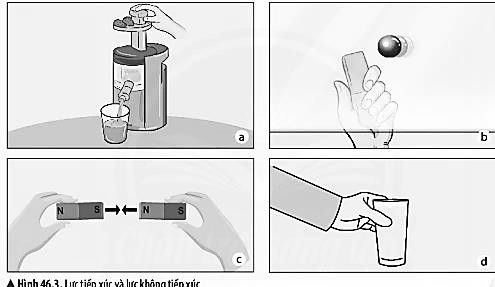 a
b
N S N S
c
d
▲ Hình 46.3. Lực tiếp xúc và lực không tiếp xúc